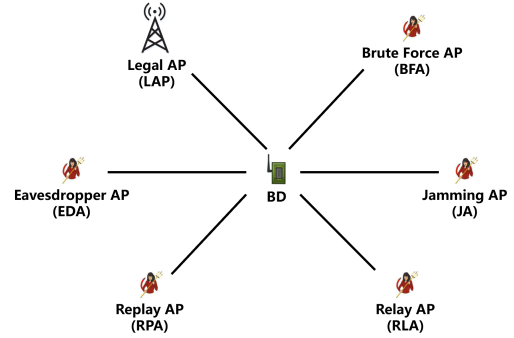 Legal AP
(LAP)
Brute Force AP
(BFA)
Eavesdropper AP
(EDA)
BD
Jamming AP
(JA)
Replay AP
(RPA)
Relay AP
(RLA)